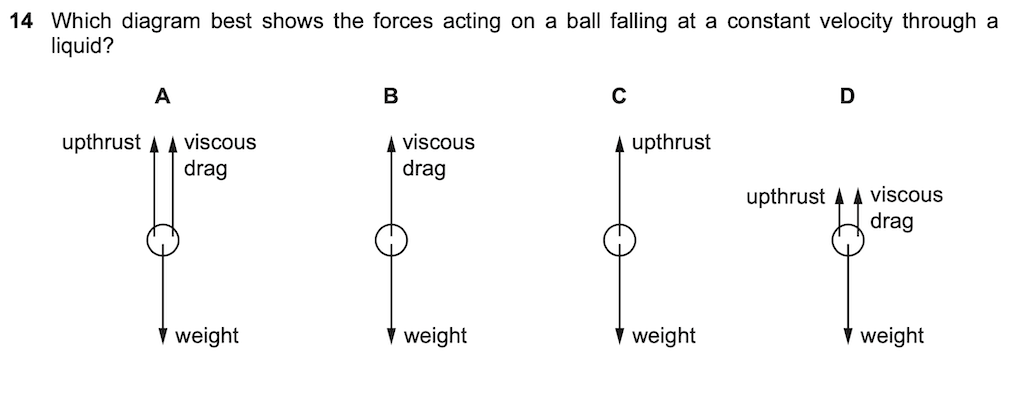 14 Which diagram best shows the forces acting on a ball falling at a constant velocity through a
liquid?
A B C D
upthrust viscous
drag
weight
viscous
drag
weight
upthrust
weight
upthrust viscous
drag
weight